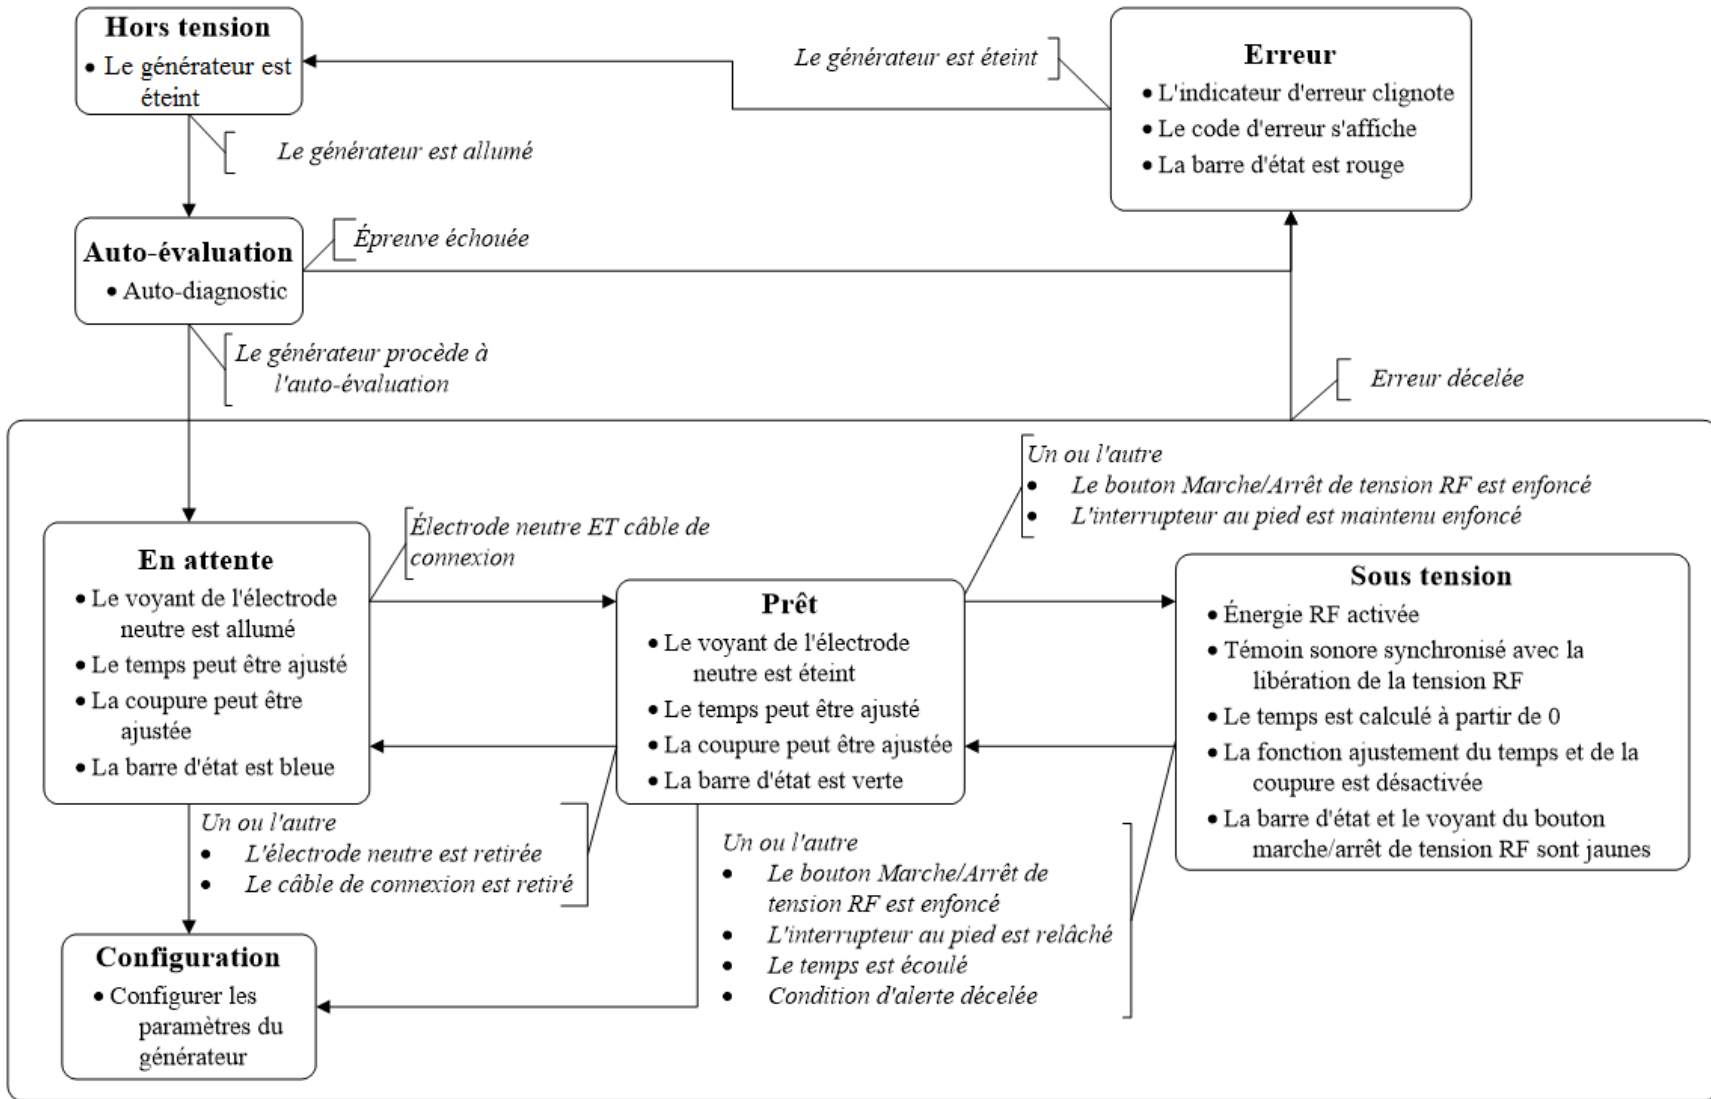 Hors tension
• Le générateur est
éteint
Le générateur est éteint
Erreur
• L'indicateur d'erreur clignote
• Le code d'erreur s'affiche
• La barre d'état est rouge
Le générateur est allumé
Auto-évaluation
• Auto-diagnostic
Épreuve échouée
Le générateur procède à
l'auto-évaluation
Erreur décelée
Un ou l'autre
• Le bouton Marche/Arrêt de tension RF est enfoncé
• L'interrupteur au pied est maintenu enfoncé
Électrode neutre ET câble de
connexion
En attente
• Le voyant de l'électrode
neutre est allumé
• Le temps peut être ajusté
• La coupure peut être
ajustée
• La barre d'état est bleue
Prêt
• Le voyant de l'électrode
neutre est éteint
• Le temps peut être ajusté
• La coupure peut être ajustée
• La barre d'état est verte
Sous tension
• Énergie RF activée
• Témoin sonore synchronisé avec la
libération de la tension RF
• Le temps est calculé à partir de 0
• La fonction ajustement du temps et de la
coupure est désactivée
• La barre d'état et le voyant du bouton
marche/arrêt de tension RF sont jaunes
Un ou l'autre
• L'électrode neutre est retirée
• Le câble de connexion est retiré
Un ou l'autre
• Le bouton Marche/Arrêt de
tension RF est enfoncé
• L'interrupteur au pied est relâché
• Le temps est écoulé
• Condition d'alerte décelée
Configuration
• Configurer les
paramètres du
générateur